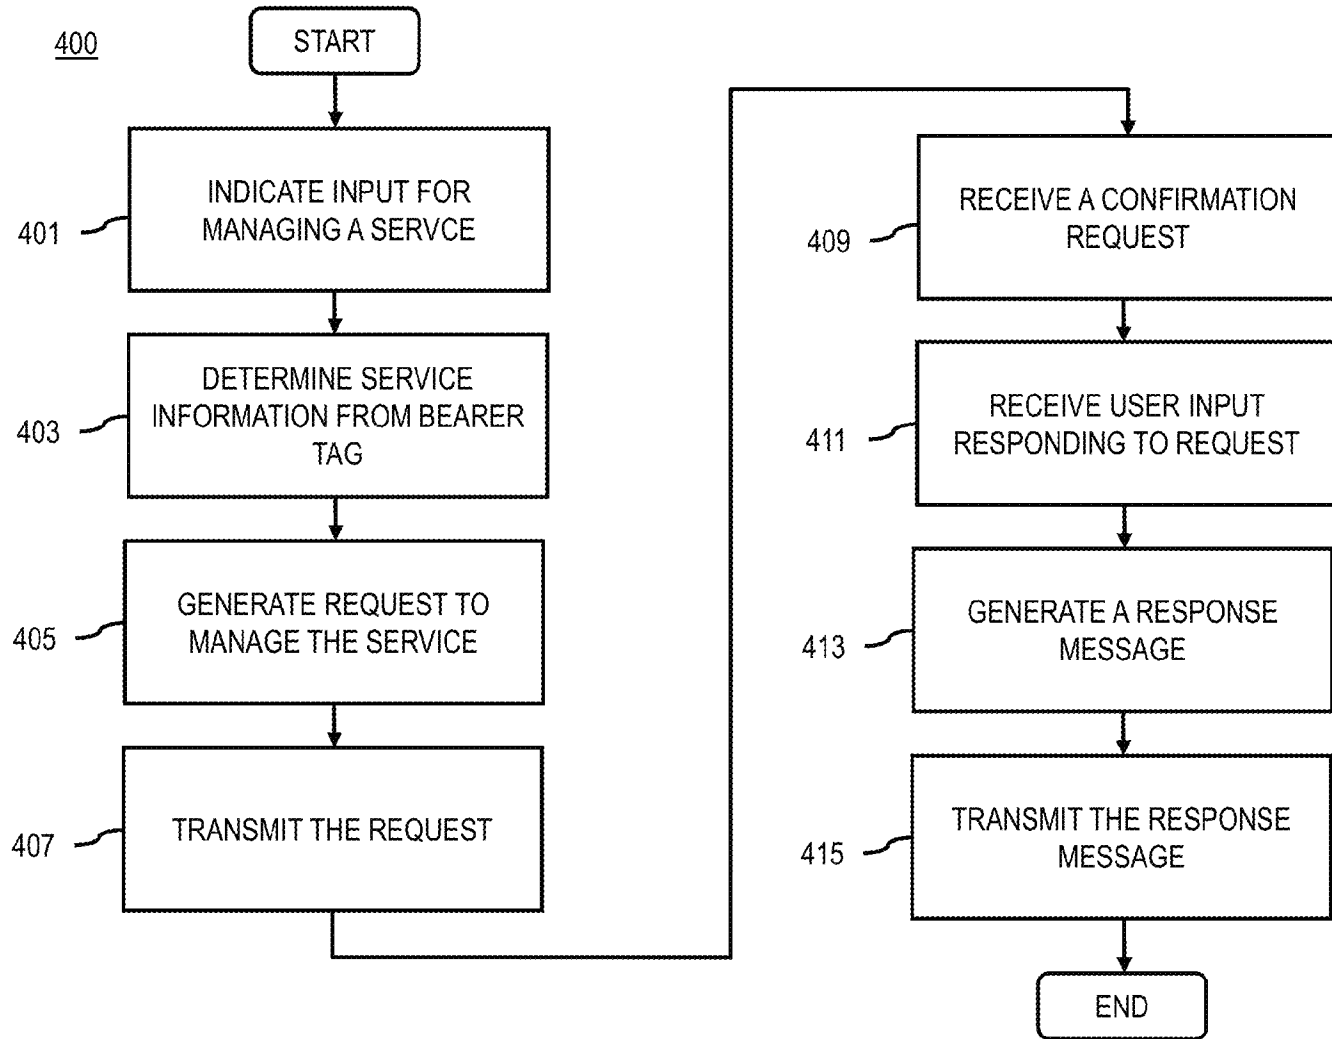 400
START
401
INDICATE INPUT FOR
MANAGING A SERVCE
403
DETERMINE SERVICE
INFORMATION FROM BEARER
TAG
405
GENERATE REQUEST TO
MANAGE THE SERVICE
407
TRANSMIT THE REQUEST
409
RECEIVE A CONFIRMATION
REQUEST
411
RECEIVE USER INPUT
RESPONDING TO REQUEST
413
GENERATE A RESPONSE
MESSAGE
415
TRANSMIT THE RESPONSE
MESSAGE
END